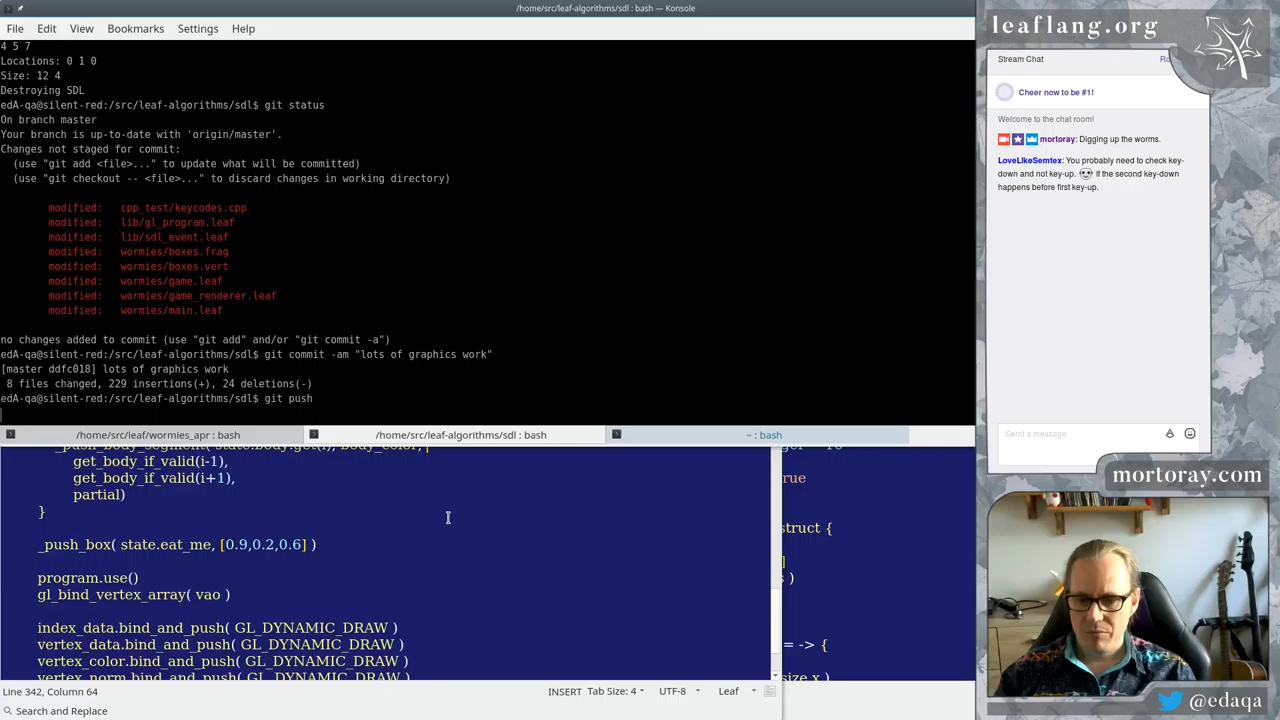 /home/src/leaf-algorithms/sdl : bash — Konsole
File Edit View Bookmarks Settings Help
4 5 7
Locations: 0 1 0
Size: 12 4
Destroying SDL
edA-qa@silent-red:/src/leaf-algorithms/sdl$ git status
On branch master
Your branch is up-to-date with 'origin/master'.
Changes not staged for commit:
(use "git add <file>..." to update what will be committed)
(use "git checkout -- <file>..." to discard changes in working directory)
modified: cpp_test/keycodes.cpp
modified: lib/gl_program.leaf
modified: lib/sdl_event.leaf
modified: wormies/boxes.frag
modified: wormies/boxes.vert
modified: wormies/game.leaf
modified: wormies/game_renderer.leaf
modified: wormies/main.leaf
no changes added to commit (use "git add" and/or "git commit -a")
edA-qa@silent-red:/src/leaf-algorithms/sdl$ git commit -am "lots of graphics work"
[master ddfc018] lots of graphics work
8 files changed, 229 insertions(+), 24 deletions(-)
edA-qa@silent-red:/src/leaf-algorithms/sdl$ git push
/home/src/leaf/wormies_apr : bash
/home/src/leaf-algorithms/sdl : bash
~ : bash
get_body_if_valid(i-1),
get_body_if_valid(i+1),
partial)
}
_push_box( state.eat_me, [0.9,0.2,0.6] )
program.use()
gl_bind_vertex_array( vao )
index_data.bind_and_push( GL_DYNAMIC_DRAW )
vertex_data.bind_and_push( GL_DYNAMIC_DRAW )
vertex_color.bind_and_push( GL_DYNAMIC_DRAW )
vertex_norm.bind_and_push( GL_DYNAMIC_DRAW )
rue
struct {
]
)
= -> {
size.x )
Line 342, Column 64
INSERT Tab Size: 4 UTF-8 Leaf
Search and Replace
leaflang.org
Stream Chat
Ro
Cheer now to be #1!
Welcome to the chat room!
mortoray: Digging up the worms.
LoveLikeSemtex: You probably need to check key-
down and not key-up. If the second key-down
happens before first key-up.
Send a message
mortoray.com
@edaqa